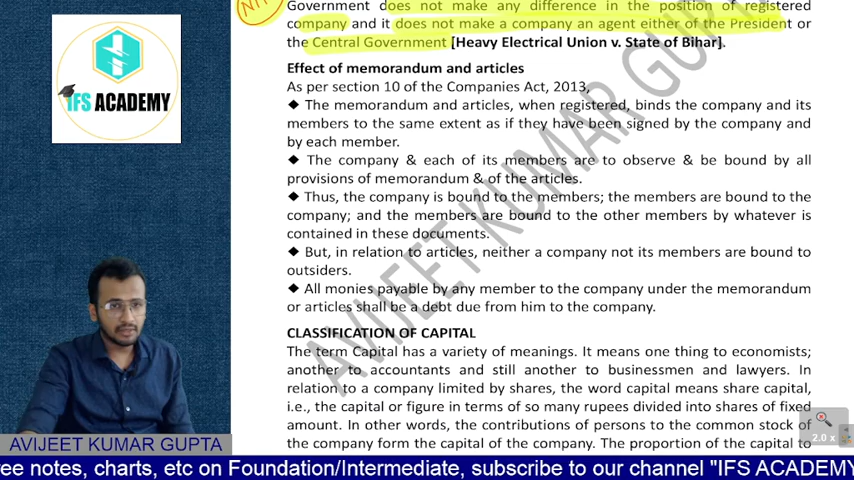 Government does not make any difference in the position of registered
company and it does not make a company an agent either of the President or
the Central Government [Heavy Electrical Union v. State of Bihar].
Effect of memorandum and articles
As per section 10 of the Companies Act, 2013,
◆ The memorandum and articles, when registered, binds the company and its
members to the same extent as if they have been signed by the company and
by each member.
◆ The company & each of its members are to observe & be bound by all
provisions of memorandum & of the articles.
◆ Thus, the company is bound to the members; the members are bound to the
company; and the members are bound to the other members by whatever is
contained in these documents.
◆ But, in relation to articles, neither a company not its members are bound to
outsiders.
◆ All monies payable by any member to the company under the memorandum
or articles shall be a debt due from him to the company.
CLASSIFICATION OF CAPITAL
The term Capital has a variety of meanings. It means one thing to economists;
another to accountants and still another to businessmen and lawyers. In
relation to a company limited by shares, the word capital means share capital,
i.e., the capital or figure in terms of so many rupees divided into shares of fixed
amount. In other words, the contributions of persons to the common stock of
the company form the capital of the company. The proportion of the capital to
AVIJEET KUMAR GUPTA
IFS ACADEMY
2.0 x
AVIJEET KUMAR GUPTA
ree notes, charts, etc on Foundation/Intermediate, subscribe to our channel "IFS ACADEMY